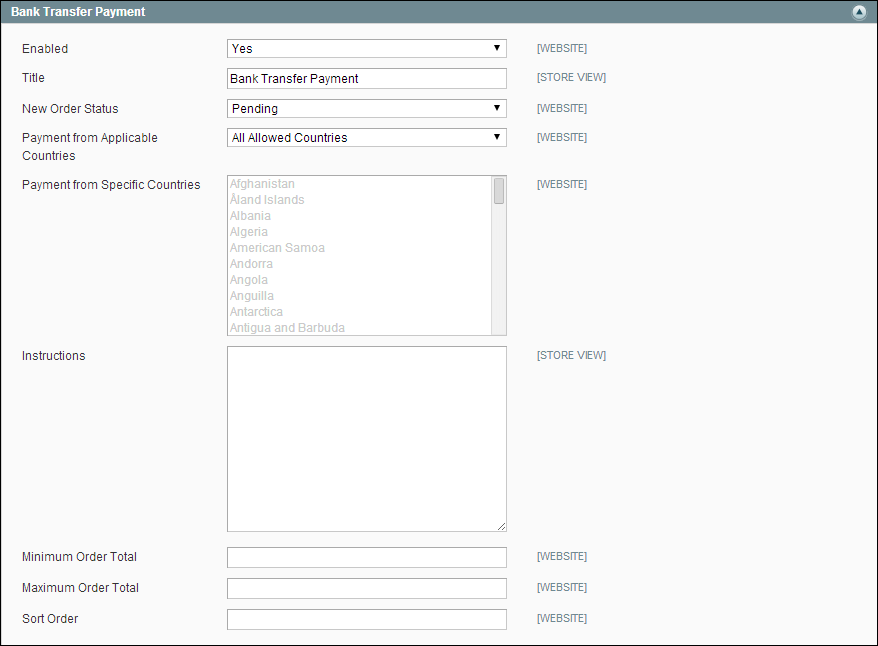 Bank Transfer Payment
Enabled Yes [WEBSITE]
Title Bank Transfer Payment [STORE VIEW]
New Order Status Pending [WEBSITE]
Payment from Applicable All Allowed Countries [WEBSITE]
Countries
Payment from Specific Countries Afghanistan [WEBSITE]
Åland Islands
Albania
Algeria
American Samoa
Andorra
Angola
Anguilla
Antarctica
Antigua and Barbuda
Instructions [STORE VIEW]
Minimum Order Total [WEBSITE]
Maximum Order Total [WEBSITE]
Sort Order [WEBSITE]